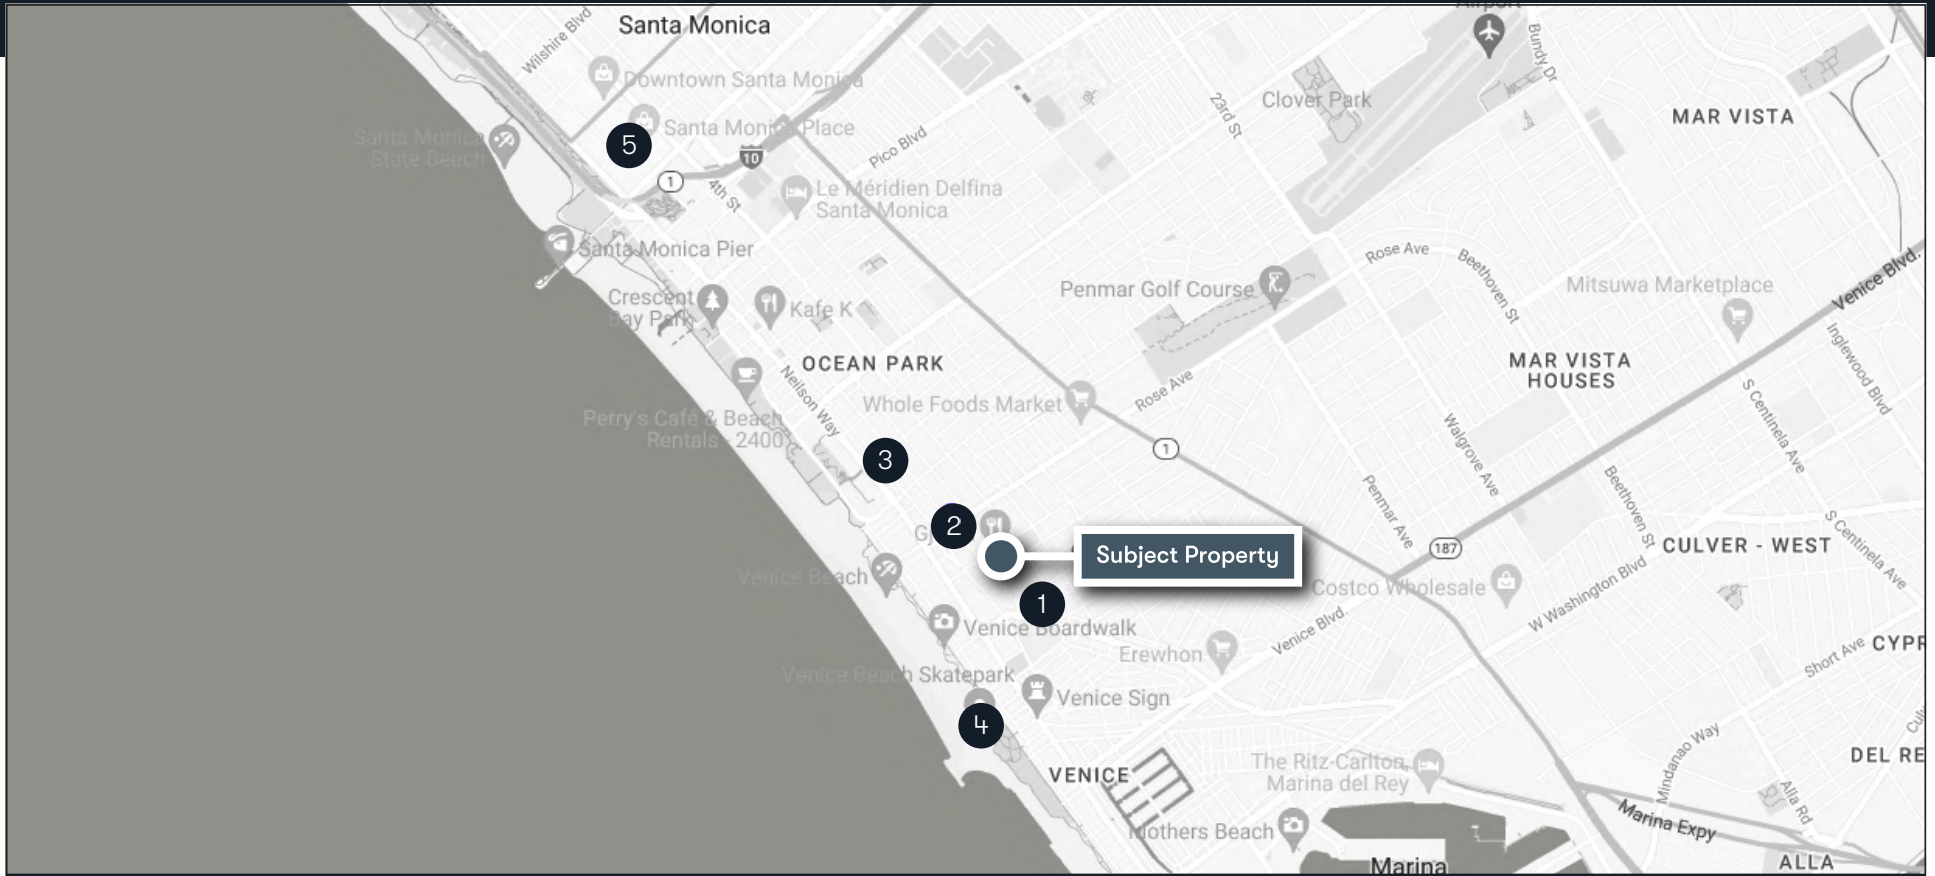 Santa Monica
Airport
Wilshire Blvd
Bundy Dr
Downtown Santa Monica
Clover Park
23rd St
MAR VISTA
Santa Monica Place
Santa Monica
State Beach
5
10
Pico Blvd
1
4th St
Le Méridien Delfina
Santa Monica
Santa Monica Pier
Rose Ave
Beethoven St
Venice Blvd.
Penmar Golf Course
Mitsuwa Marketplace
Crescent
Bay Park
Kafe K
Inglewood Blvd
OCEAN PARK
MAR VISTA
HOUSES
Neilson Way
Rose Ave
Whole Foods Market
S Centinela Ave
Perry's Café & Beach
Rentals - 2400
Walgrove Ave
1
3
Penmar Ave
Beethoven St
S Centinela Ave
2
Subject Property
187
CULVER - WEST
Venice Beach
Costco Wholesale
W Washington Blvd
1
Venice Boardwalk
Venice Blvd.
Erewhon
Short Ave
CYPR
Venice Beach Skatepark
Venice Sign
4
Culv
Mindanao Way
DEL RE
VENICE
The Ritz-Carlton,
Marina del Rey
Alla Rd
Marina Expy
Mothers Beach
Marina
ALLA